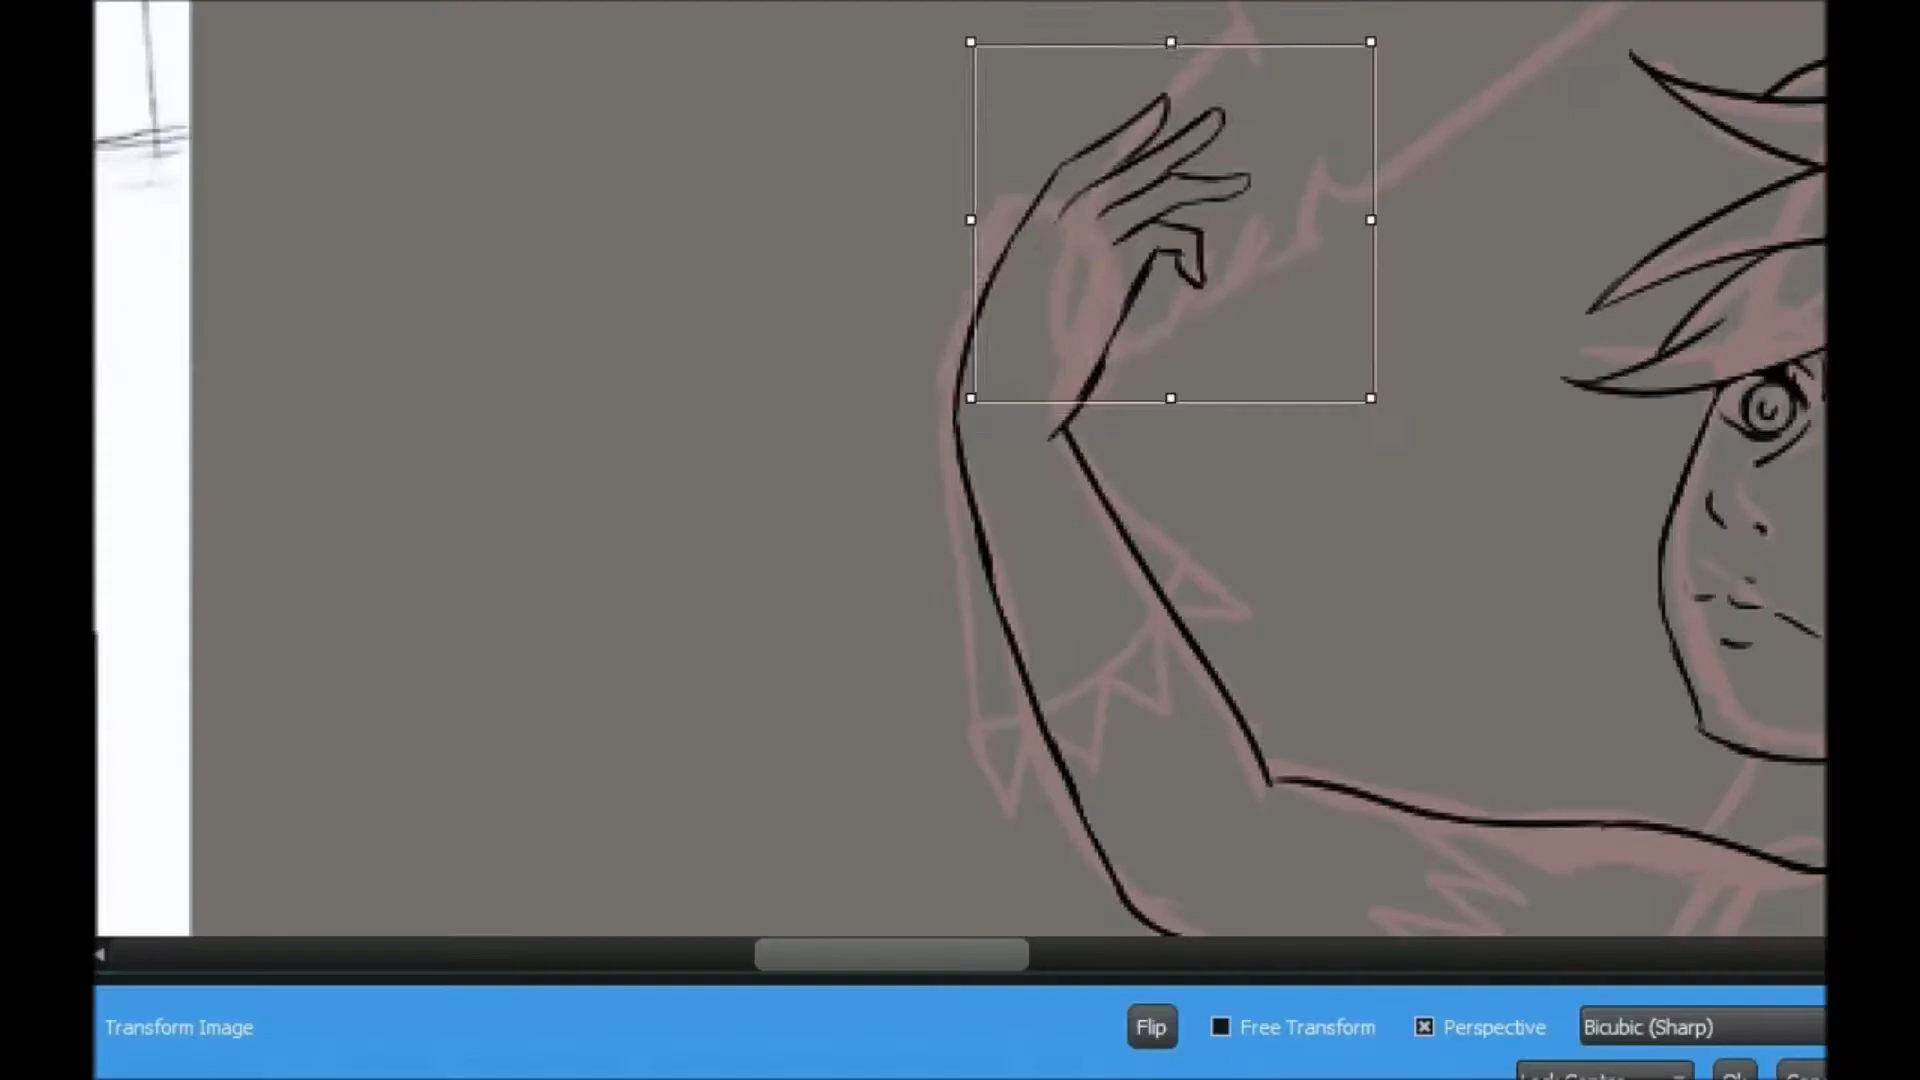 Transform Image
Flip
Free Transform
Perspective
Bicubic (Sharp)